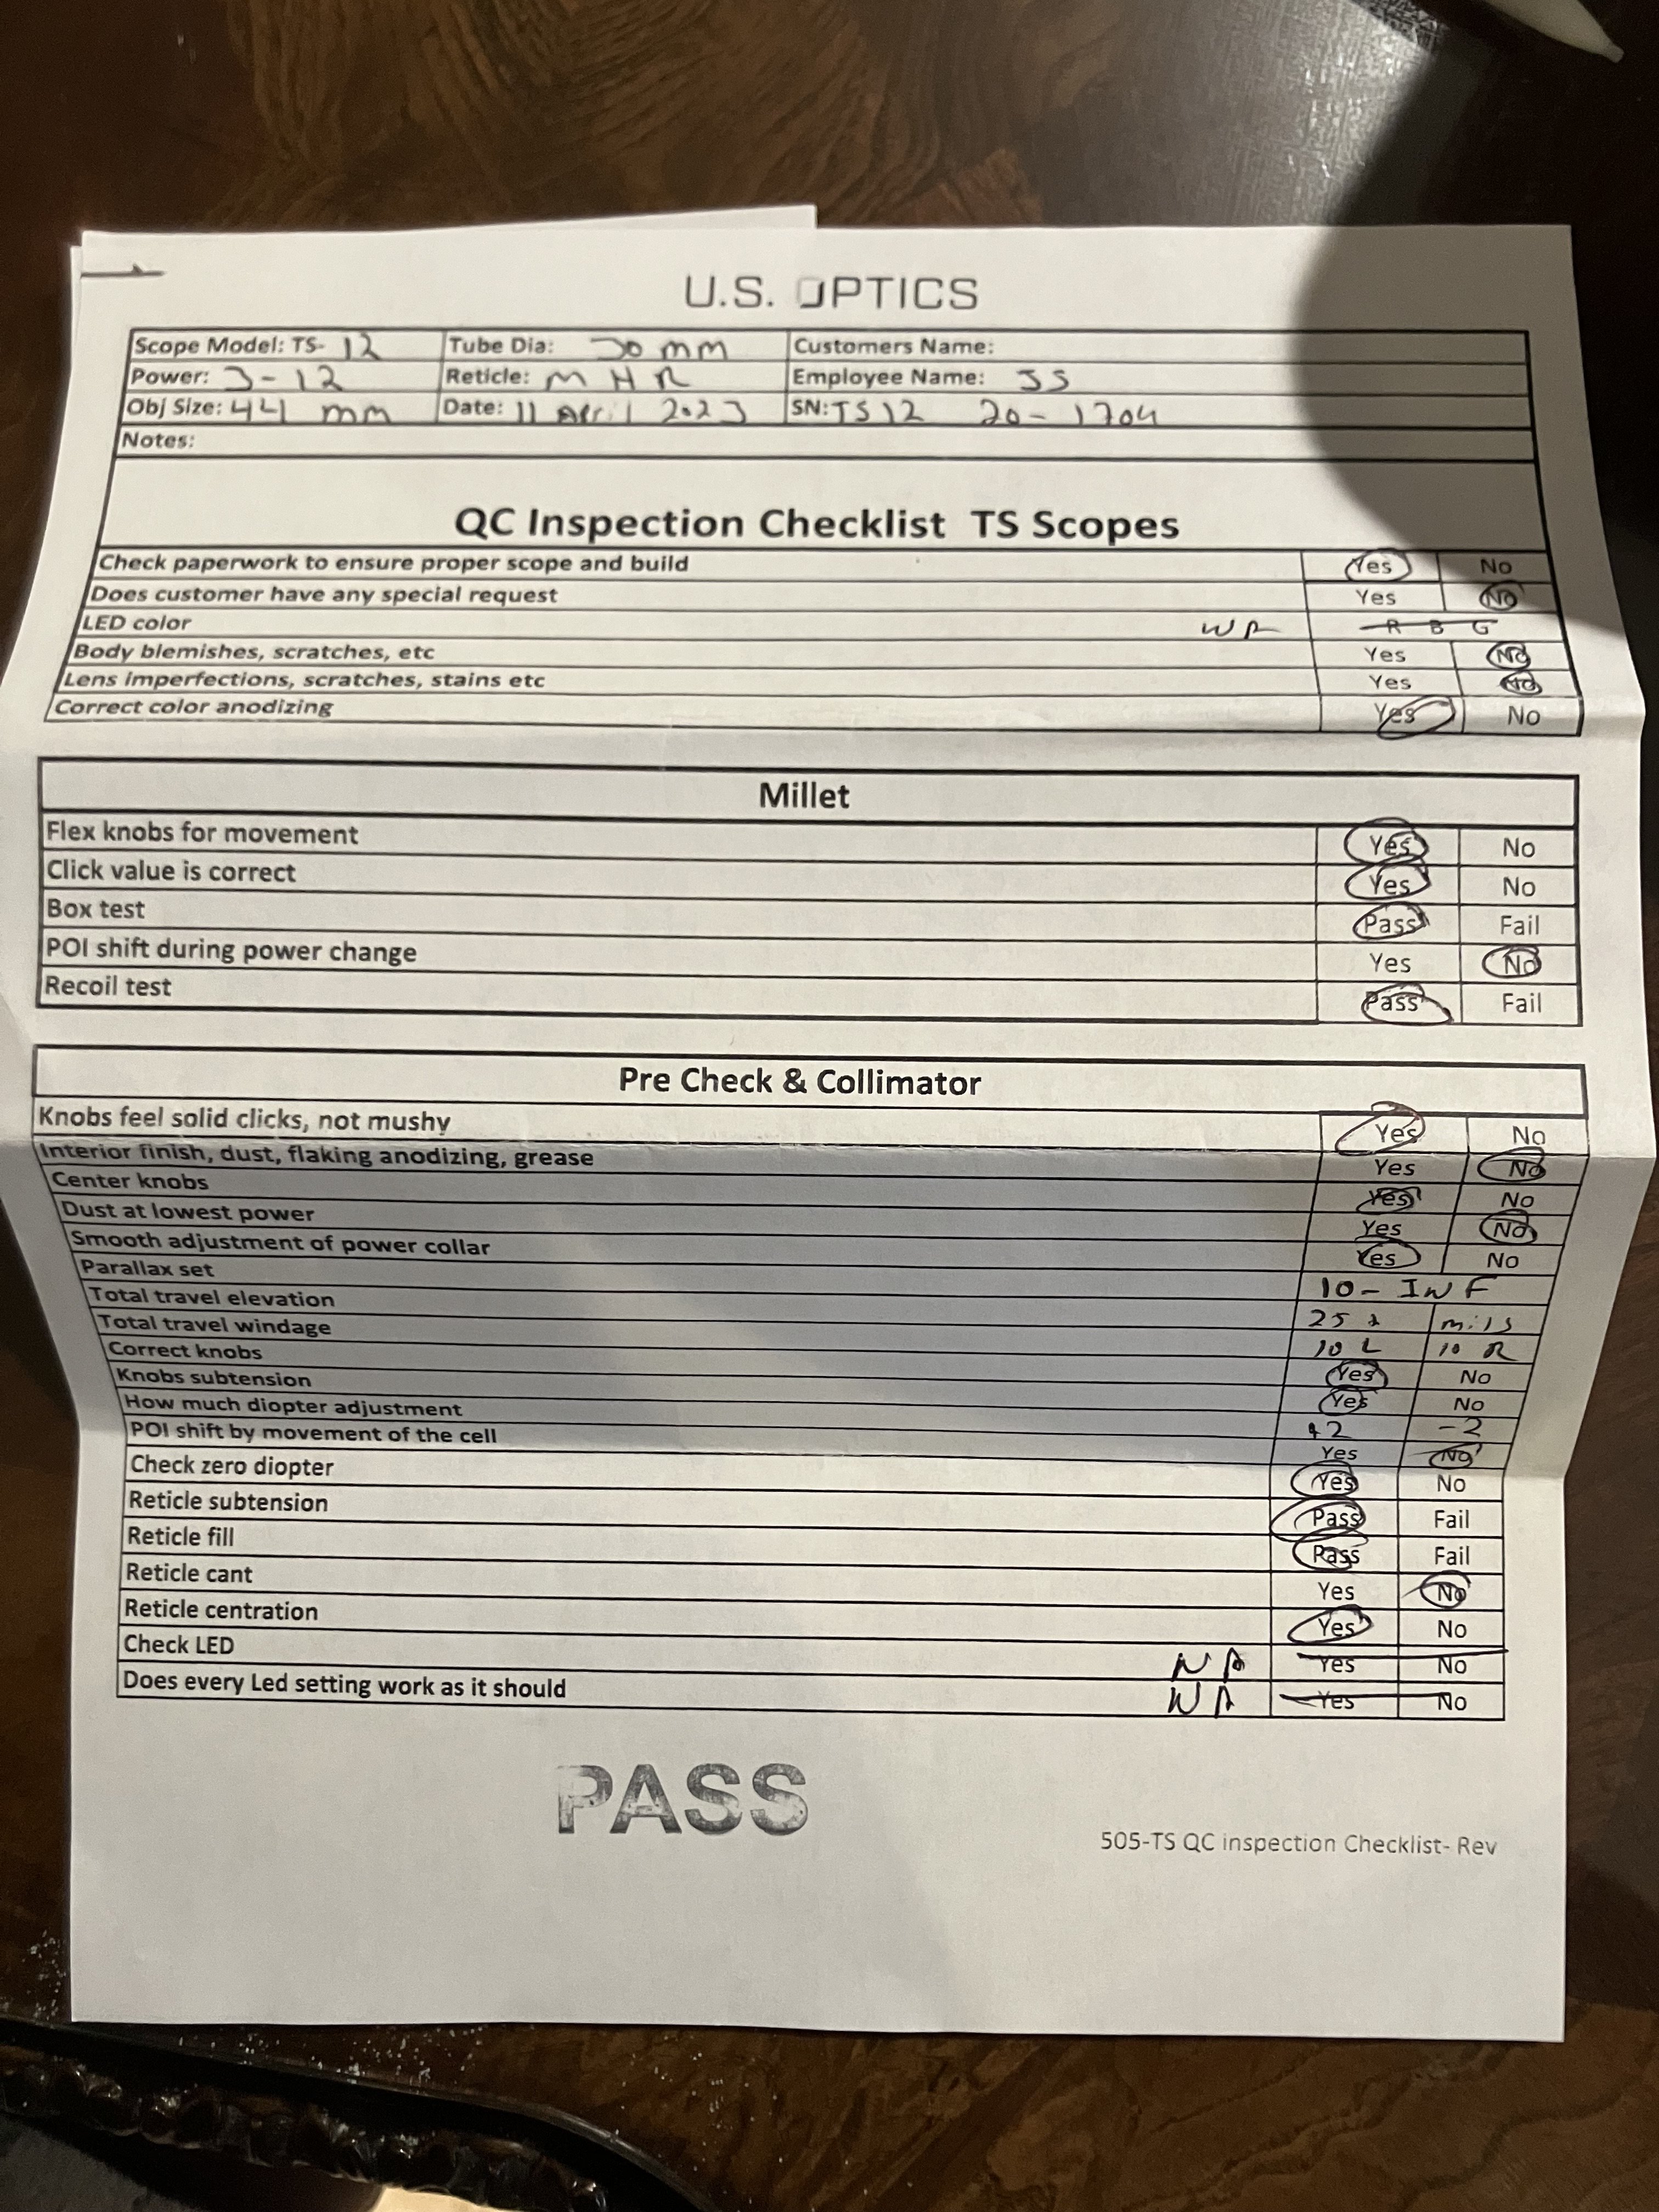 U.S. OPTICS
Scope Model: TS- 12 Tube Dia: 30 mm Customers Name:
Power: 3-12 Reticle: MHR Employee Name: JS
Obj Size: 44 mm Date: 11 April 2023 SN: TS12 20-1704
Notes:
QC Inspection Checklist TS Scopes
Check paperwork to ensure proper scope and build Yes No
Does customer have any special request Yes No
LED color NA R B G
Body blemishes, scratches, etc Yes No
Lens imperfections, scratches, stains etc Yes No
Correct color anodizing Yes No
Millet
Flex knobs for movement Yes No
Click value is correct Yes No
Box test Pass Fail
POI shift during power change Yes No
Recoil test Pass Fail
Pre Check & Collimator
Knobs feel solid clicks, not mushy Yes No
Interior finish, dust, flaking anodizing, grease Yes No
Center knobs Yes No
Dust at lowest power Yes No
Smooth adjustment of power collar Yes No
Parallax set 10- INF
Total travel elevation 25 mils
Total travel windage 10 L 10 R
Correct knobs Yes No
Knobs subtension Yes No
How much diopter adjustment +2 -2
POI shift by movement of the cell Yes No
Check zero diopter Yes No
Reticle subtension Pass Fail
Reticle fill Pass Fail
Reticle cant Yes No
Reticle centration Yes No
Check LED NA Yes No
Does every Led setting work as it should NA Yes No
PASS
505-TS QC inspection Checklist- Rev